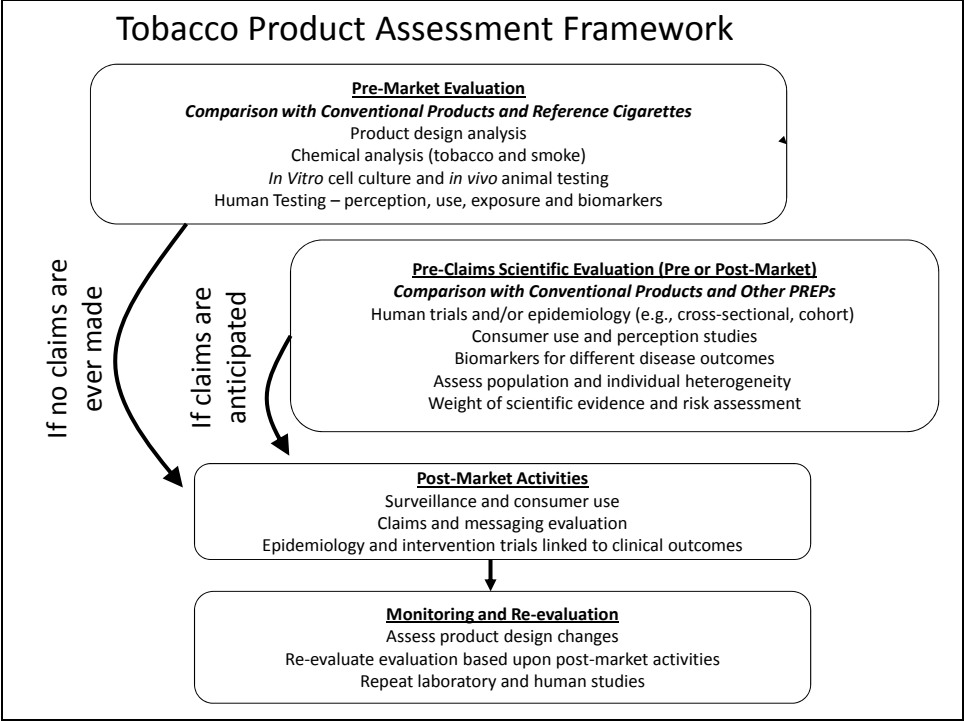 Tobacco Product Assessment Framework
Pre-Market Evaluation
Comparison with Conventional Products and Reference Cigarettes
Product design analysis
Chemical analysis (tobacco and smoke)
In Vitro cell culture and in vivo animal testing
Human Testing – perception, use, exposure and biomarkers
If no claims are
ever made
If claims are
anticipated
Pre-Claims Scientific Evaluation (Pre or Post-Market)
Comparison with Conventional Products and Other PREPs
Human trials and/or epidemiology (e.g., cross-sectional, cohort)
Consumer use and perception studies
Biomarkers for different disease outcomes
Assess population and individual heterogeneity
Weight of scientific evidence and risk assessment
Post-Market Activities
Surveillance and consumer use
Claims and messaging evaluation
Epidemiology and intervention trials linked to clinical outcomes
Monitoring and Re-evaluation
Assess product design changes
Re-evaluate evaluation based upon post-market activities
Repeat laboratory and human studies